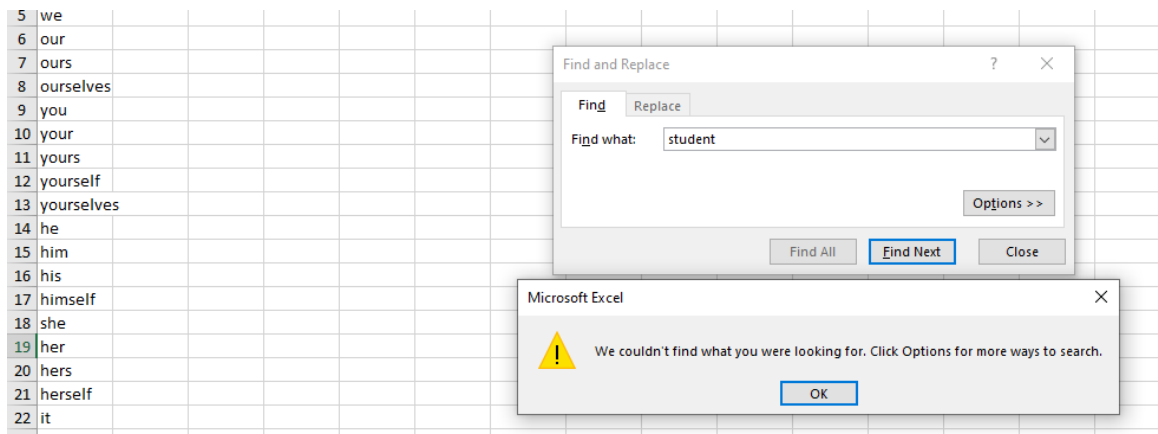 5 we
6 our
7 ours
8 ourselves
9 you
10 your
11 yours
12 yourself
13 yourselves
14 he
15 him
16 his
17 himself
18 she
19 her
20 hers
21 herself
22 it
Find and Replace ?
Find Replace
Find what: student
Options >>
Find All Find Next Close
Microsoft Excel
We couldn't find what you were looking for. Click Options for more ways to search.
OK